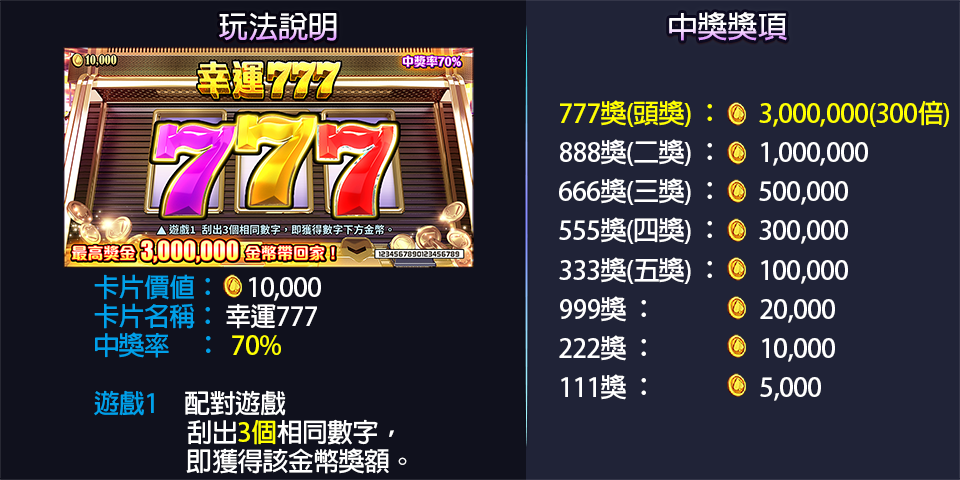 玩法說明
10,000
中獎率70%
幸運777
777
▲ 遊戲1 刮出3個相同數字，即獲得數字下方金幣。
最高獎金 3,000,000 金幣帶回家！
12345678901234567​89
卡片價值： 10,000
卡片名稱： 幸運777
中獎率 ： 70%
遊戲1 配對遊戲
刮出3個相同數字，
即獲得該金幣獎額。
中獎獎項
777獎(頭獎) ： 3,000,000(300倍)
888獎(二獎) ： 1,000,000
666獎(三獎) ： 500,000
555獎(四獎) ： 300,000
333獎(五獎) ： 100,000
999獎 ： 20,000
222獎 ： 10,000
111獎 ： 5,000